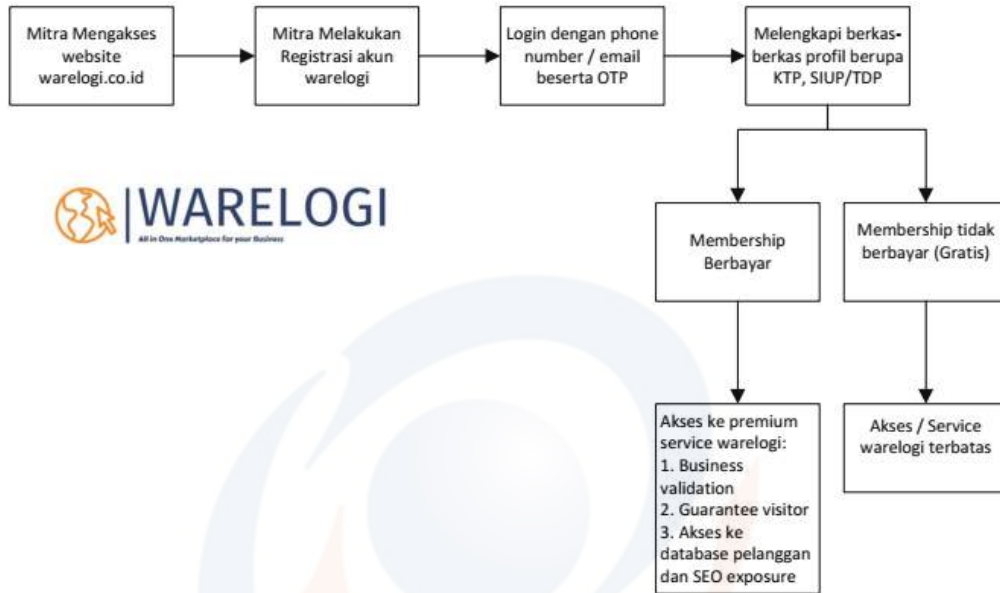 Mitra Mengakses
website
warelogi.co.id
Mitra Melakukan
Registrasi akun
warelogi
Login dengan phone
number / email
beserta OTP
Melengkapi berkas-
berkas profil berupa
KTP, SIUP/TDP
WARELOGI
All in One Marketplace for your Business
Membership
Berbayar
Membership tidak
berbayar (Gratis)
Akses ke premium
service warelogi:
1. Business
validation
2. Guarantee visitor
3. Akses ke
database pelanggan
dan SEO exposure
Akses / Service
warelogi terbatas